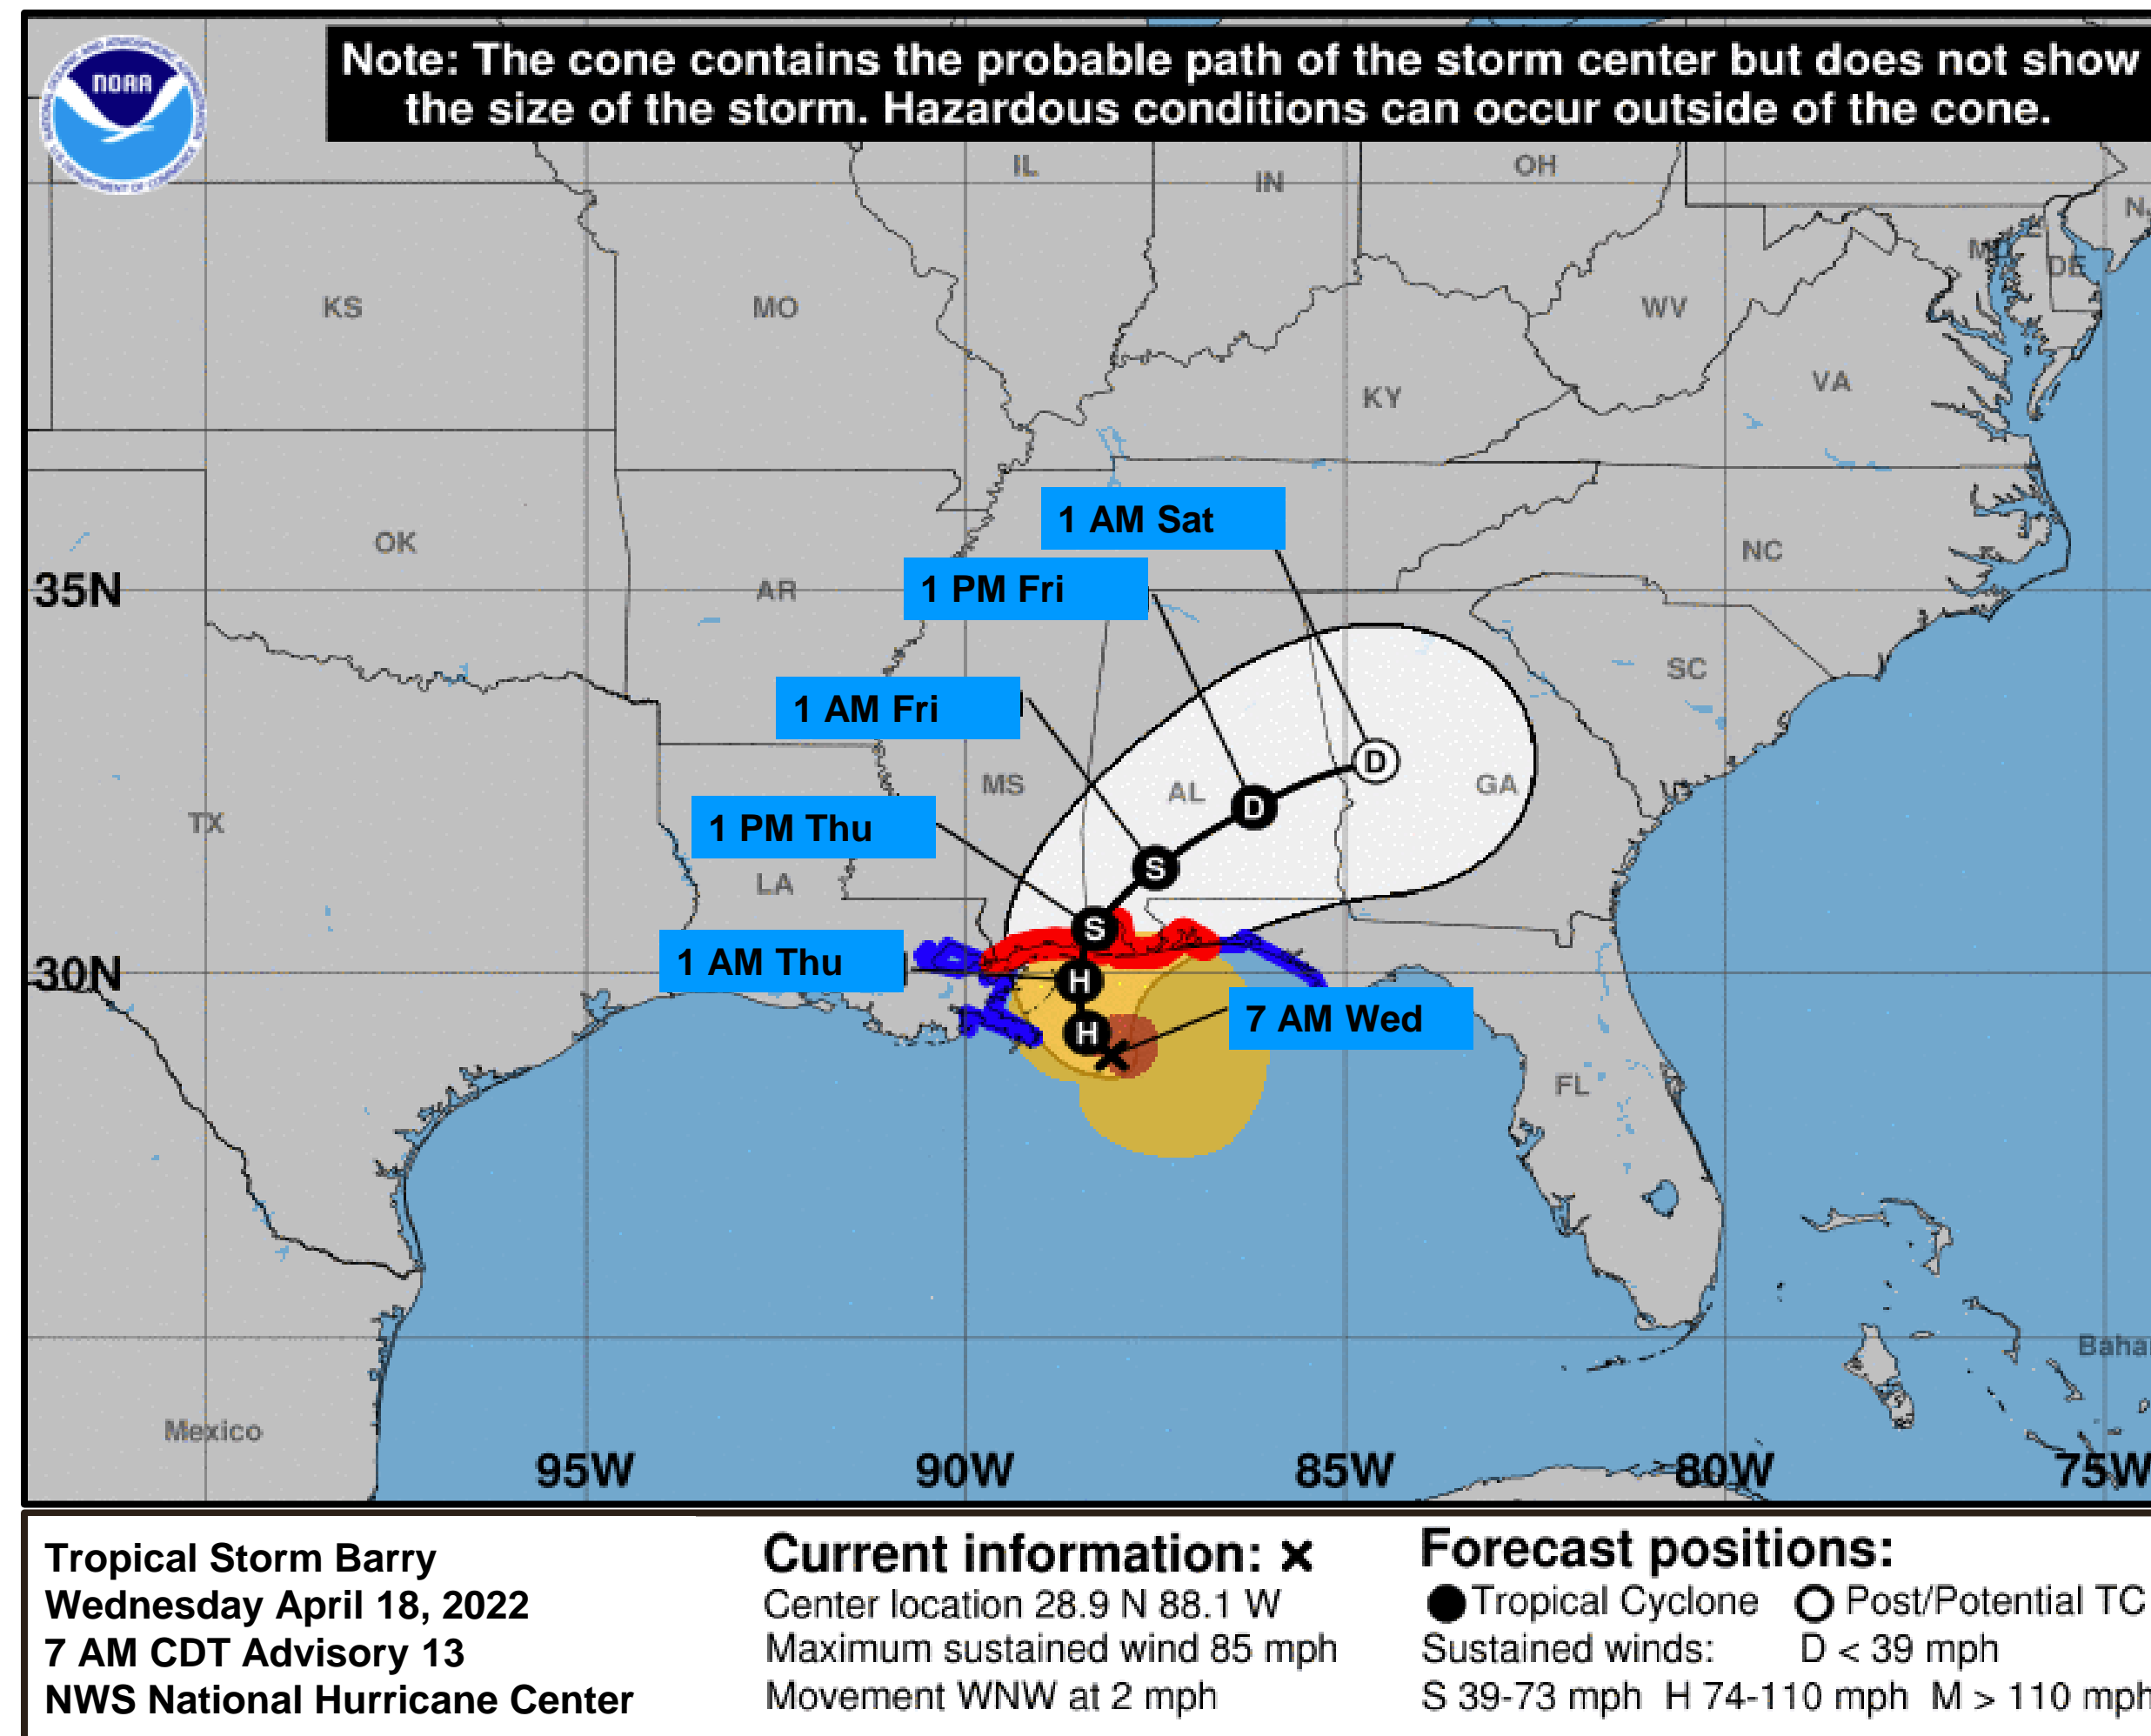 NOAA
Note: The cone contains the probable path of the storm center but does not show
the size of the storm. Hazardous conditions can occur outside of the cone.
IL
IN
OH
KS
MO
WV
DE
KY
VA
1 AM Sat
OK
NC
35N
1 PM Fri
AR
SC
1 AM Fri
MS
AL
D
GA
D
TX
1 PM Thu
S
LA
S
30N
1 AM Thu
H
7 AM Wed
H
FL
Mexico
95W
90W
85W
80W
75W
Tropical Storm Barry
Wednesday April 18, 2022
7 AM CDT Advisory 13
NWS National Hurricane Center
Current information: x
Center location 28.9 N 88.1 W
Maximum sustained wind 85 mph
Movement WNW at 2 mph
Forecast positions:
Tropical Cyclone Post/Potential TC
Sustained winds: D < 39 mph
S 39-73 mph H 74-110 mph M > 110 mph